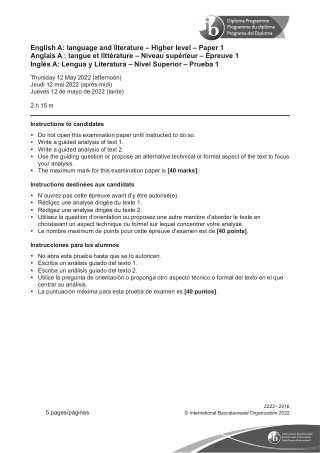 Diploma Programme
Programme du diplôme
Programa del Diploma
English A: language and literature – Higher level – Paper 1
Anglais A : langue et littérature – Niveau supérieur – Épreuve 1
Inglés A: Lengua y Literatura – Nivel Superior – Prueba 1
Thursday 12 May 2022 (afternoon)
Jeudi 12 mai 2022 (après-midi)
Jueves 12 de mayo de 2022 (tarde)
2 h 15 m
Instructions to candidates
• Do not open this examination paper until instructed to do so.
• Write a guided analysis of text 1.
• Write a guided analysis of text 2.
• Use the guiding question or propose an alternative technical or formal aspect of the text to focus
your analysis.
• The maximum mark for this examination paper is [40 marks].
Instructions destinées aux candidats
• N'ouvrez pas cette épreuve avant d'y être autorisé(e).
• Rédigez une analyse dirigée du texte 1.
• Rédigez une analyse dirigée du texte 2.
• Utilisez la question d'orientation ou proposez une autre manière d'aborder le texte en
choisissant un aspect technique ou formel sur lequel concentrer votre analyse.
• Le nombre maximum de points pour cette épreuve d'examen est de [40 points].
Instrucciones para los alumnos
• No abra esta prueba hasta que se lo autoricen.
• Escriba un análisis guiado del texto 1.
• Escriba un análisis guiado del texto 2.
• Utilice la pregunta de orientación o proponga otro aspecto técnico o formal del texto en el que
centrar su análisis.
• La puntuación máxima para esta prueba de examen es [40 puntos].
2222–2016
5 pages/páginas
© International Baccalaureate Organization 2022
International Baccalaureate
Baccalauréat International
Bachillerato Internacional